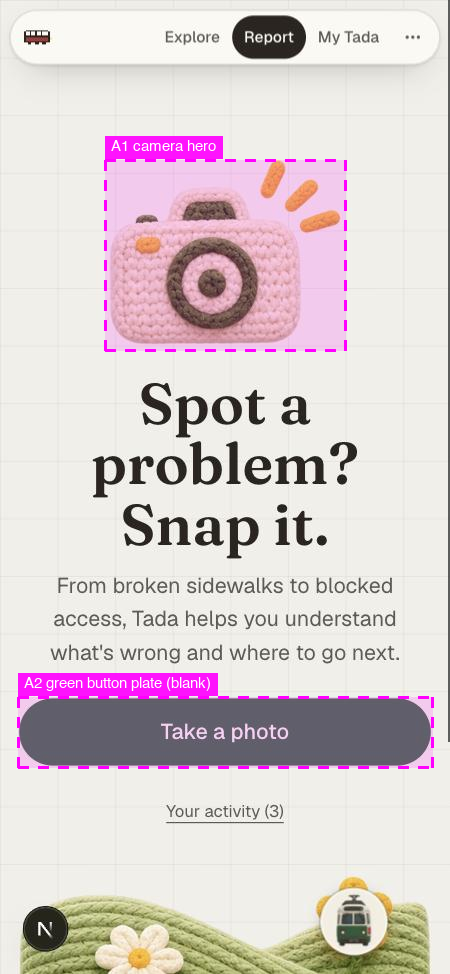 Explore
Report
My Tada
A1 camera hero
Spot a
problem?
Snap it.
From broken sidewalks to blocked
access, Tada helps you understand
what's wrong and where to go next.
A2 green button plate (blank)
Take a photo
Your activity (3)
N